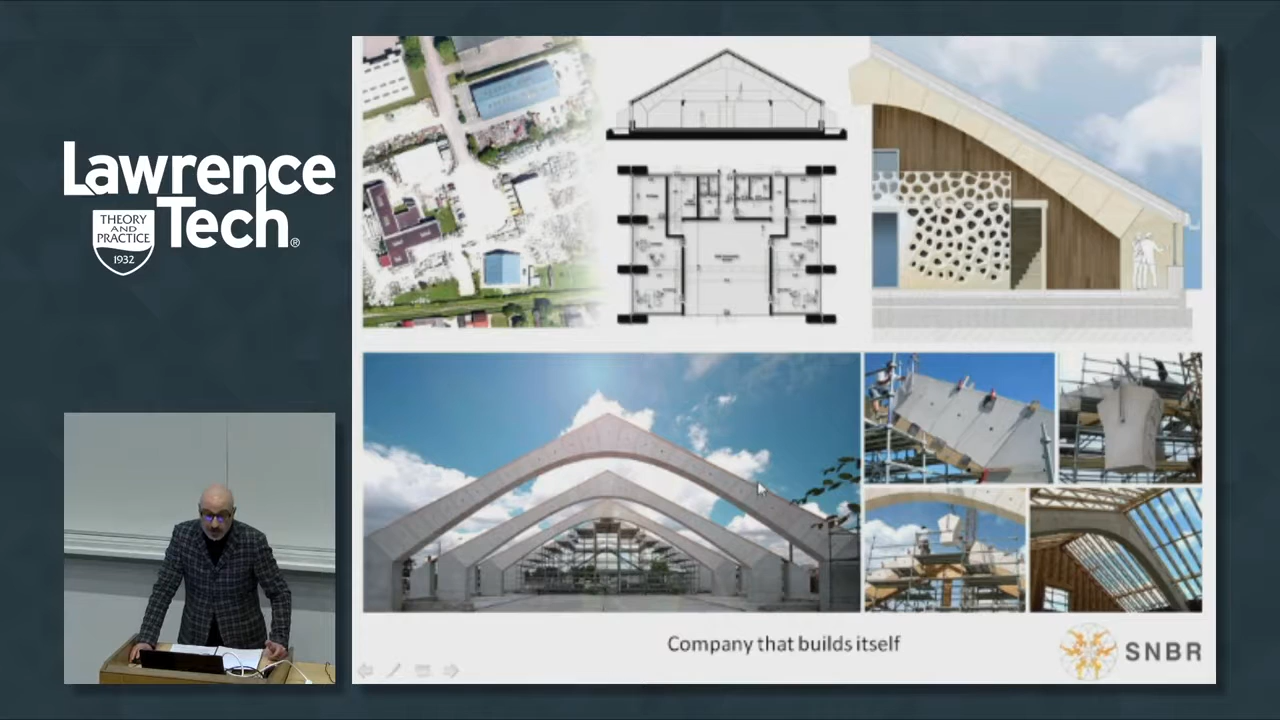 Lawrence
Tech®
THEORY
AND
PRACTICE
1932
Company that builds itself
SNBR